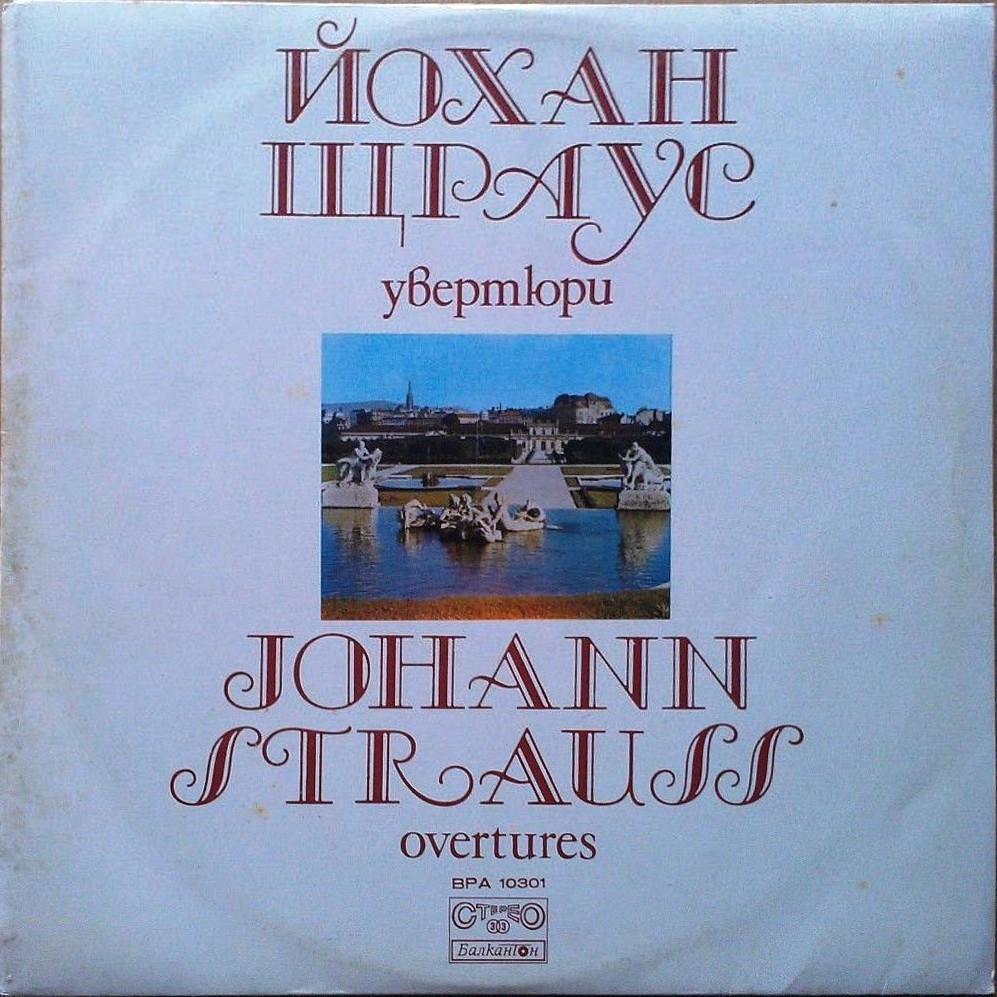 ЙОХАН
ЩРАУС
увертюри
JOHANN
STRAUSS
overtures
ВРА 10301
СТЕРЕО
33
Балкантон